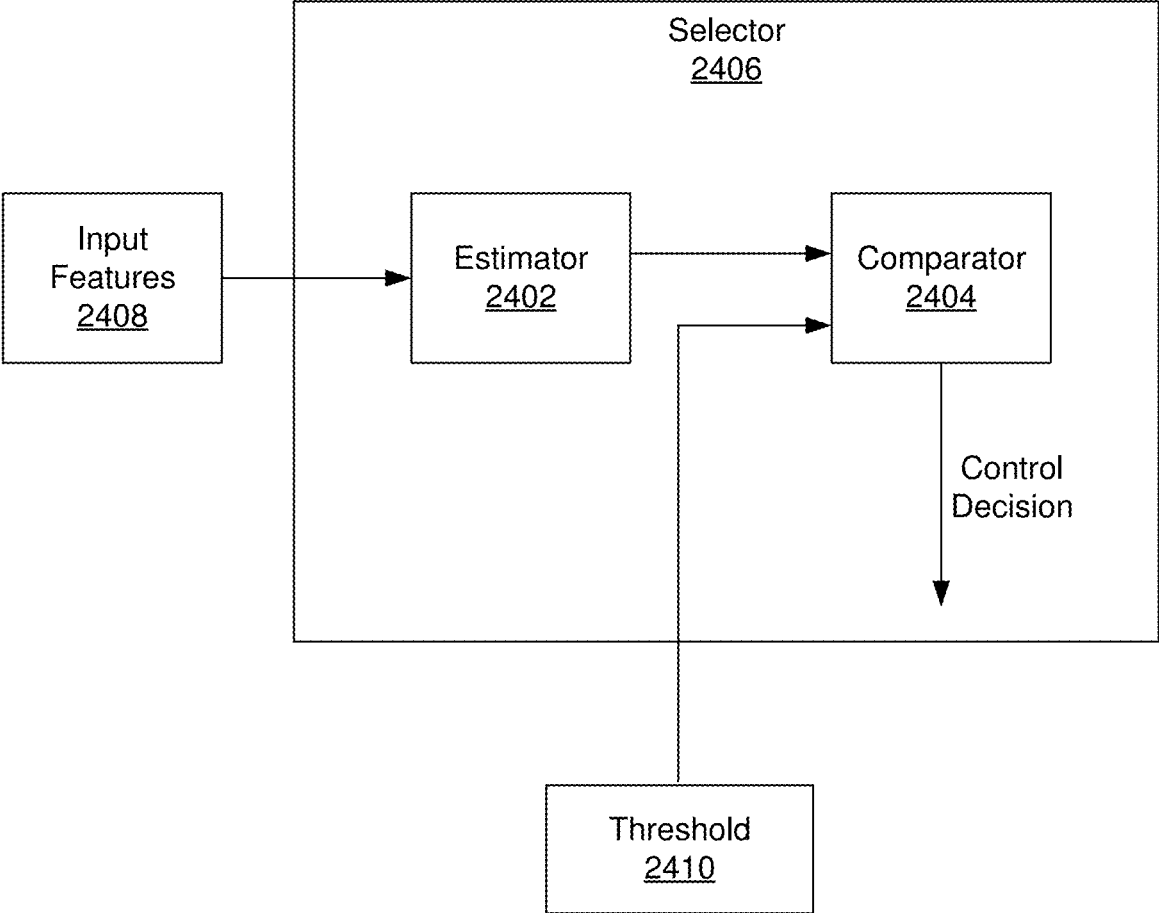 Selector
2406
Input
Features
2408
Estimator
2402
Comparator
2404
Control
Decision
Threshold
2410